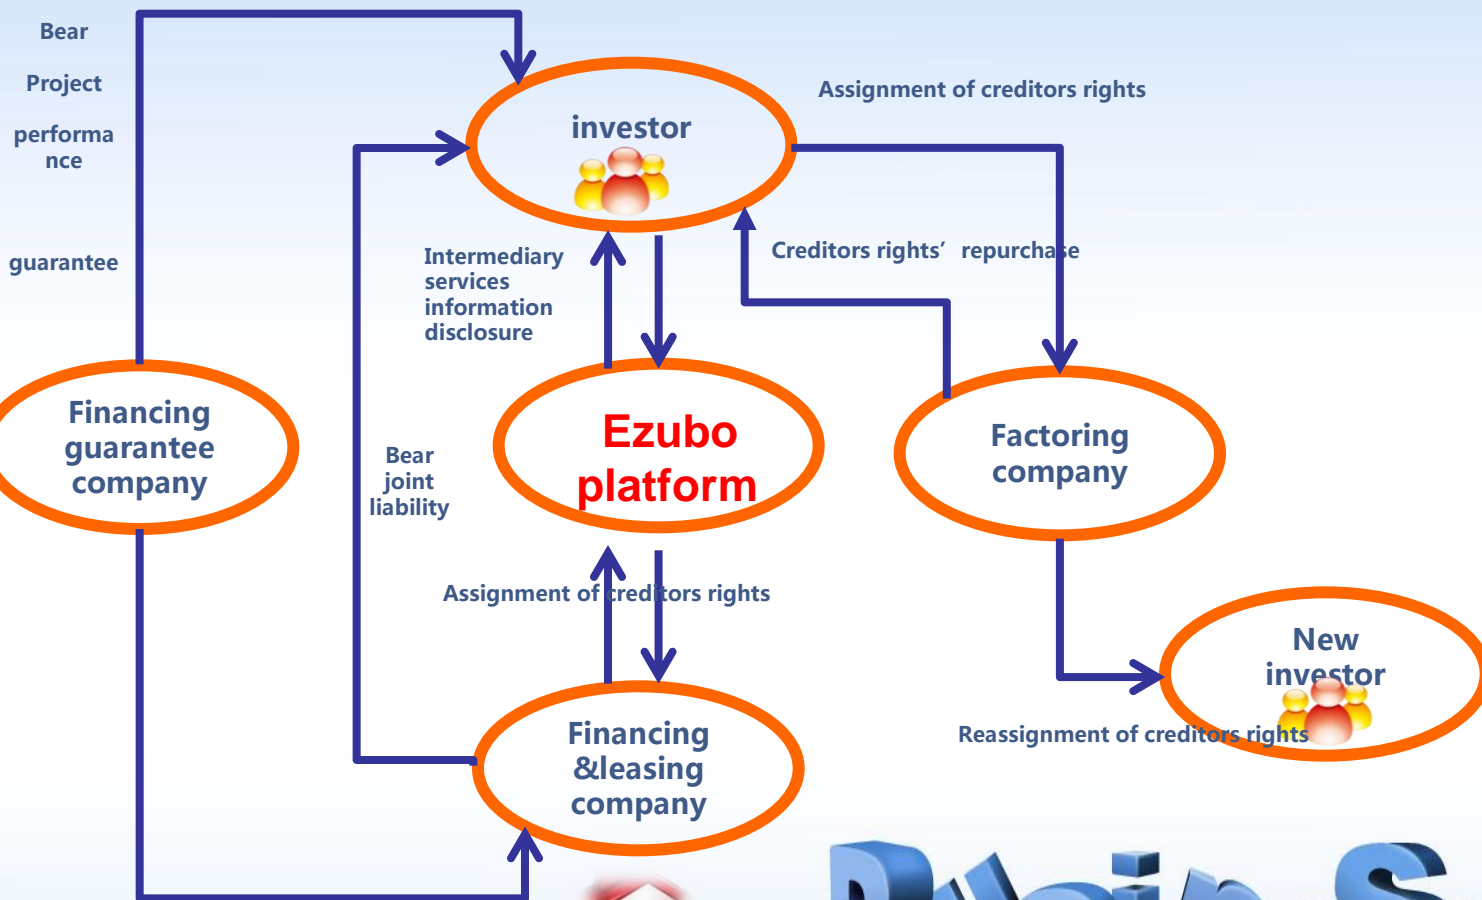 Bear
Project
performa
nce
guarantee
investor
Assignment of creditors rights
Intermediary
services
information
disclosure
Creditors rights’ repurchase
Financing
guarantee
company
Bear
joint
liability
Ezubo
platform
Factoring
company
Assignment of creditors rights
New
investor
Reassignment of creditors rights
Financing
&leasing
company